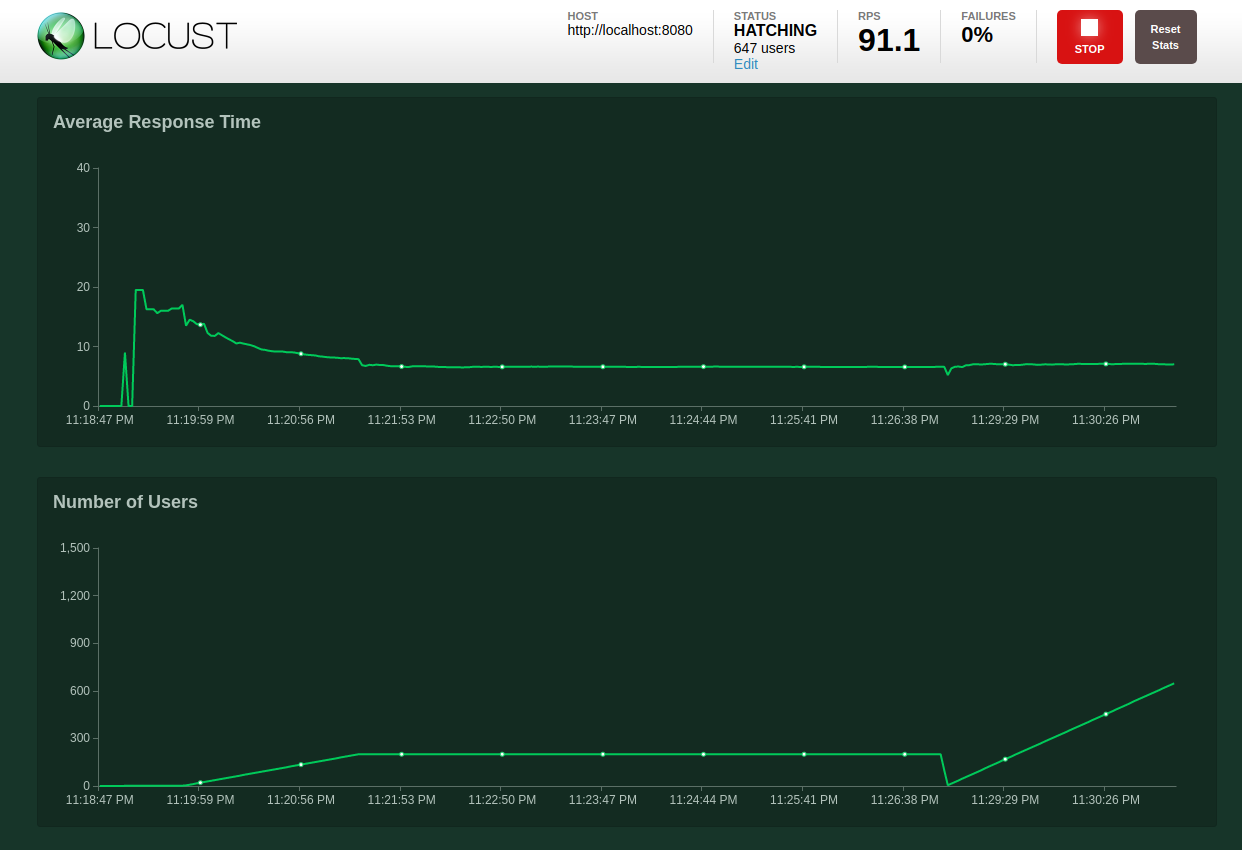 LOCUST
HOST
http://localhost:8080
STATUS
HATCHING
647 users
Edit
RPS
91.1
FAILURES
0%
STOP
Reset
Stats
Average Response Time
40
30
20
10
0
11:18:47 PM 11:19:59 PM 11:20:56 PM 11:21:53 PM 11:22:50 PM 11:23:47 PM 11:24:44 PM 11:25:41 PM 11:26:38 PM 11:29:29 PM 11:30:26 PM
Number of Users
1,500
1,200
900
600
300
0
11:18:47 PM 11:19:59 PM 11:20:56 PM 11:21:53 PM 11:22:50 PM 11:23:47 PM 11:24:44 PM 11:25:41 PM 11:26:38 PM 11:29:29 PM 11:30:26 PM